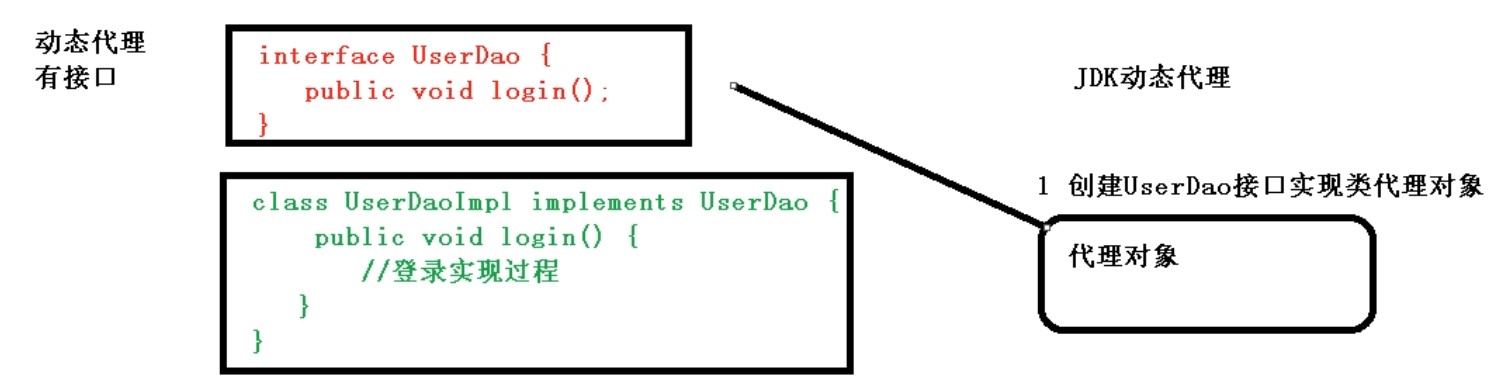 动态代理
有接口
interface UserDao {
public void login();
}
class UserDaoImpl implements UserDao {
public void login() {
//登录实现过程
}
}
JDK动态代理
1 创建UserDao接口实现类代理对象
代理对象